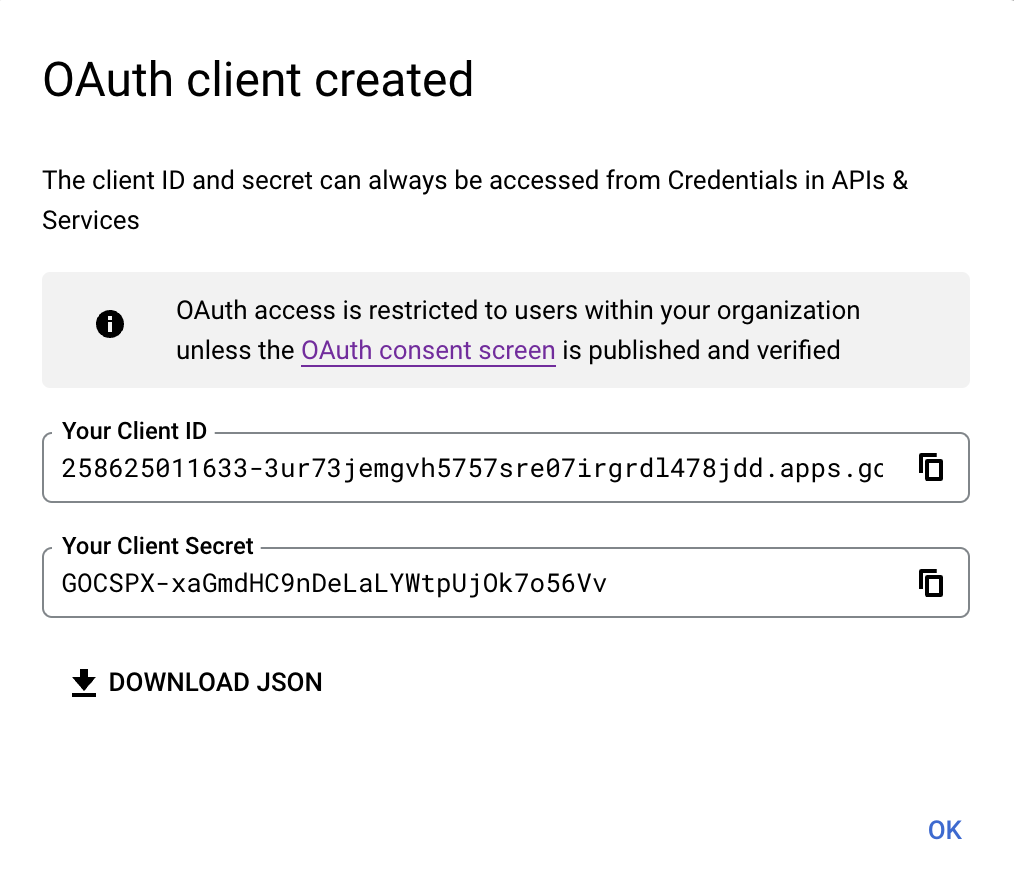 OAuth client created
The client ID and secret can always be accessed from Credentials in APIs &
Services
OAuth access is restricted to users within your organization
unless the OAuth consent screen is published and verified
Your Client ID
258625011633-3ur73jemgvh5757sre07irgrdl478jdd.apps.gc
Your Client Secret
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
DOWNLOAD JSON
OK